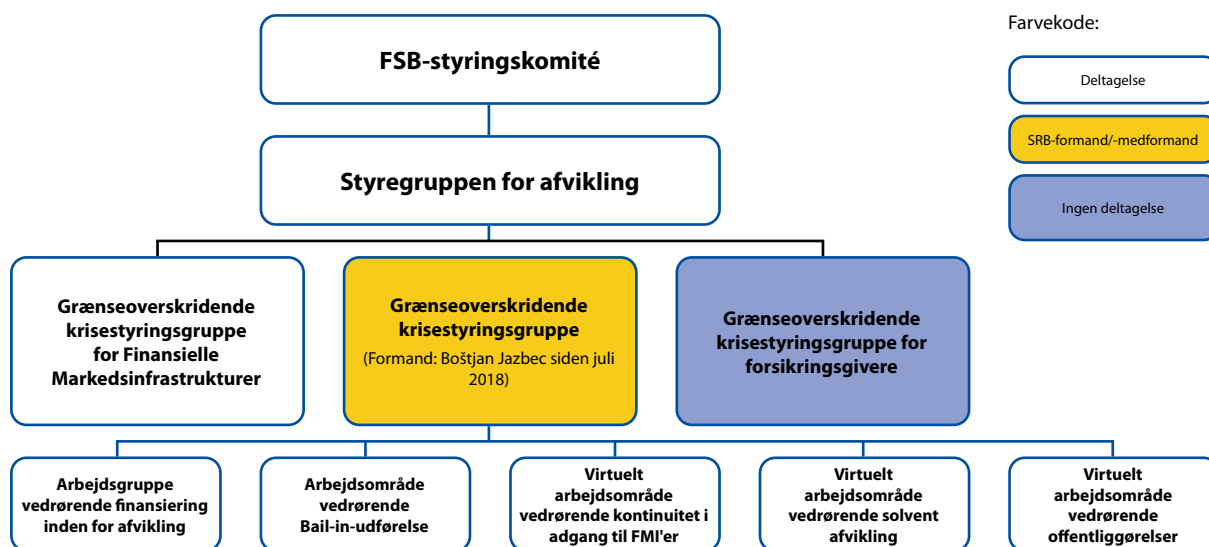 FSB-styringskomité
Styregruppen for afvikling
Farvekode:
Deltagelse
SRB-formand/-medformand
Ingen deltagelse
Grænseoverskridende
krisestyringsgruppe
for Finansielle
Markedsinfrastrukturer
Grænseoverskridende
krisestyringsgruppe
(Formand: Boštjan Jazbec siden juli
2018)
Grænseoverskridende
krisestyringsgruppe for
forsikringsgivere
Arbejdsgruppe
vedrørende finansiering
inden for afvikling
Arbejdsområde
vedrørende
Bail-in-udførelse
Virtuelt
arbejdsområde
vedrørende kontinuitet i
adgang til FMI'er
Virtuelt
arbejdsområde
vedrørende solvent
afvikling
Virtuelt
arbejdsområde
vedrørende
offentliggørelser